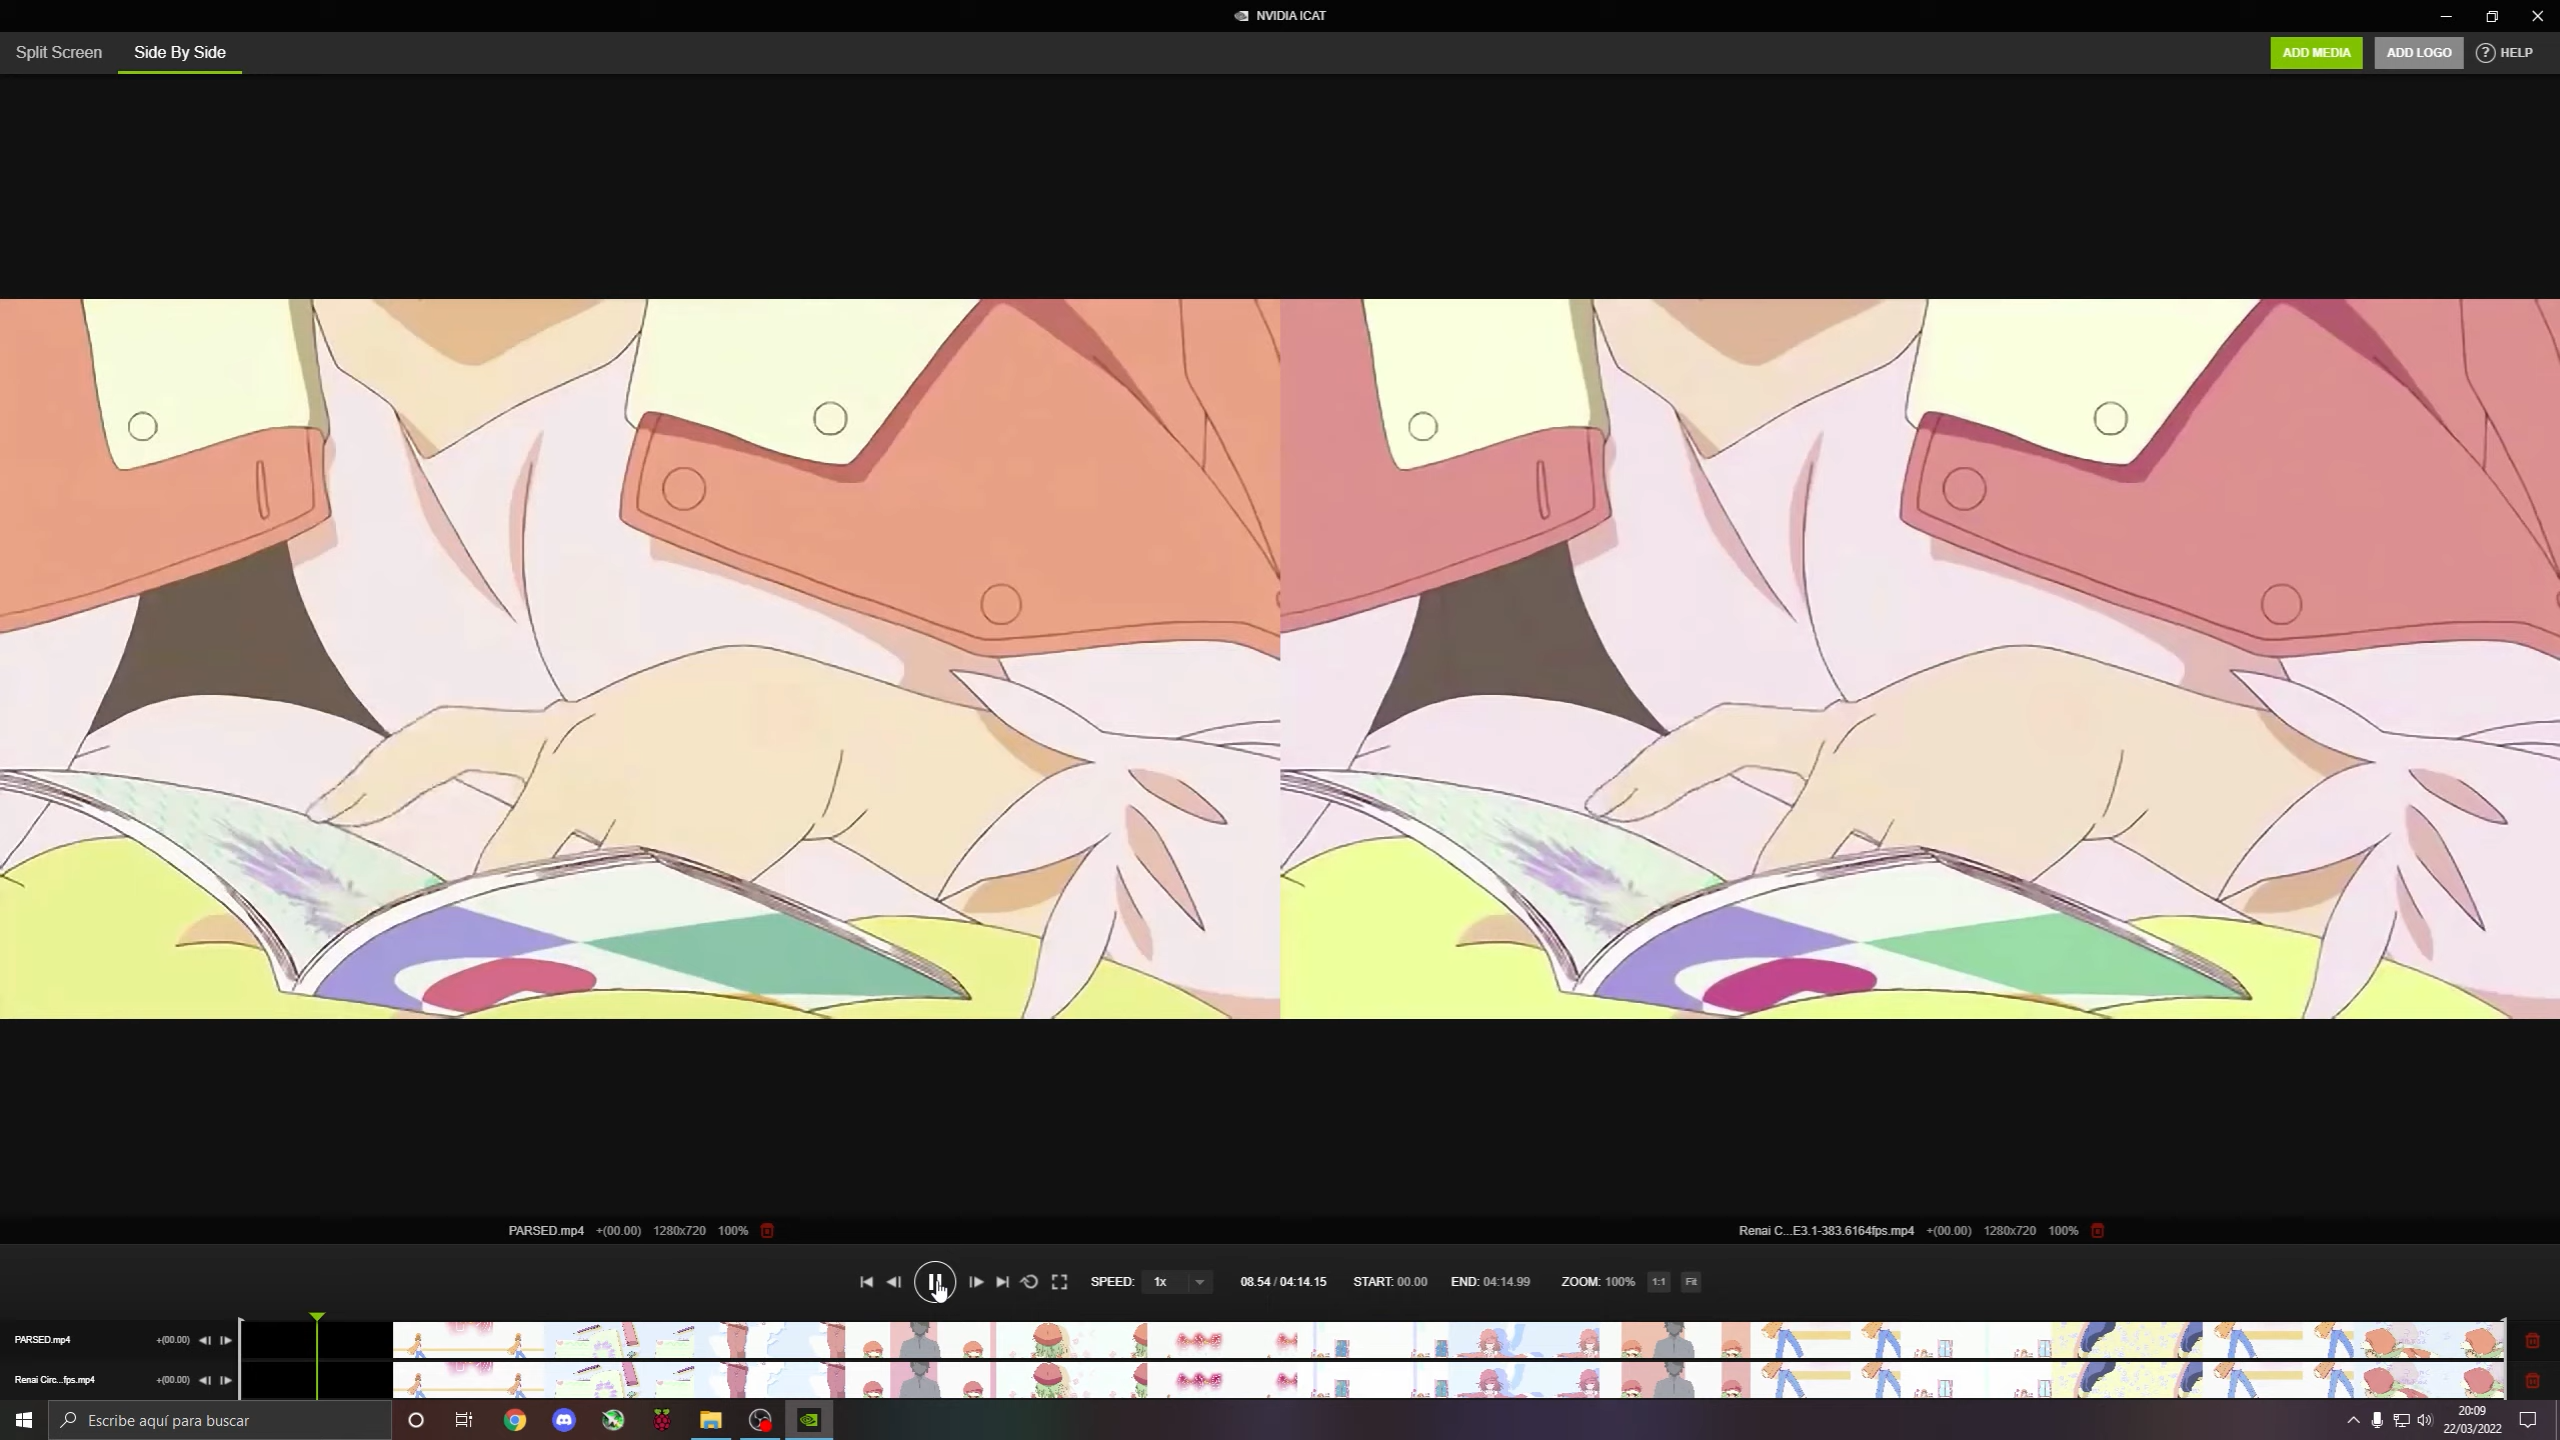 NVIDIA ICAT
Split Screen Side By Side ADD MEDIA ADD LOGO ? HELP
PARSED.mp4 +(00.00) 1280x720 100% Renai C...E3.1-383.6164fps.mp4 +(00.00) 1280x720 100%
SPEED: 1x 08.54 / 04:14.15 START: 00.00 END: 04:14.99 ZOOM: 100% 1:1 Fit
PARSED.mp4 +(00.00)
Renai Circ...fps.mp4 +(00.00)
Escribe aquí para buscar
20:09
22/03/2022